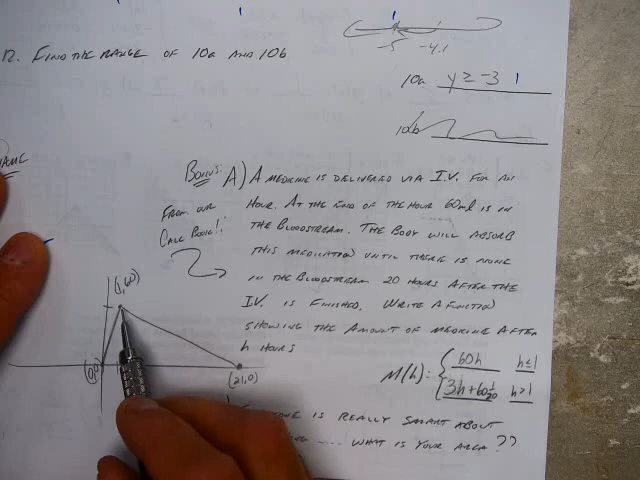 -5 -4.1
12. FIND THE RANGE OF 10a AND 10b
10a y ≥ -3 1
10b
NAME
BONUS: A) A MEDICINE IS DELIVERED VIA I.V. FOR AN
HOUR. AT THE END OF THE HOUR 60ml IS IN
THE BLOODSTREAM. THE BODY WILL ABSORB
THIS MEDICATION UNTIL THERE IS NONE
IN THE BLOODSTREAM 20 HOURS AFTER THE
I.V. IS FINISHED. WRITE A FUNCTION
SHOWING THE AMOUNT OF MEDICINE AFTER
h HOURS
FROM OUR
CALC BOOK!!
(1,60)
(0,0)
(21,0)
M(h) = { 60h h≤1
h>1
IS REALLY SMART ABOUT
.... WHAT IS YOUR AREA ??